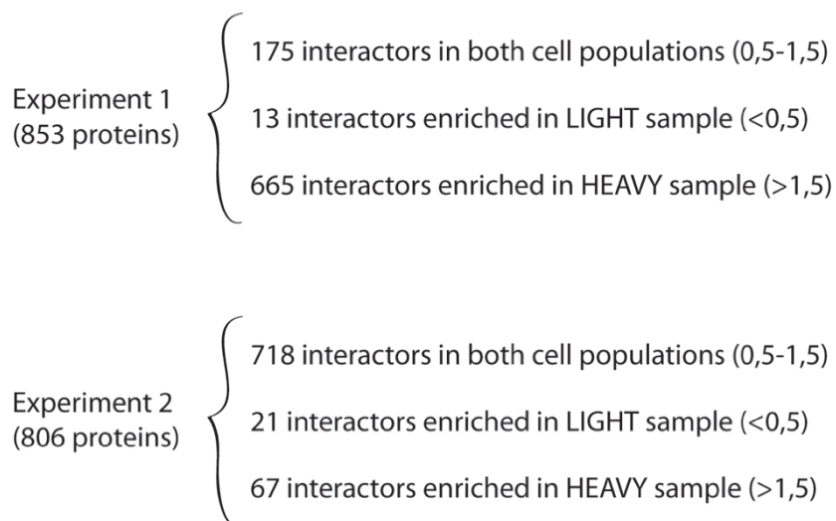 Experiment 1
(853 proteins)
175 interactors in both cell populations (0,5-1,5)
13 interactors enriched in LIGHT sample (<0,5)
665 interactors enriched in HEAVY sample (>1,5)
Experiment 2
(806 proteins)
718 interactors in both cell populations (0,5-1,5)
21 interactors enriched in LIGHT sample (<0,5)
67 interactors enriched in HEAVY sample (>1,5)